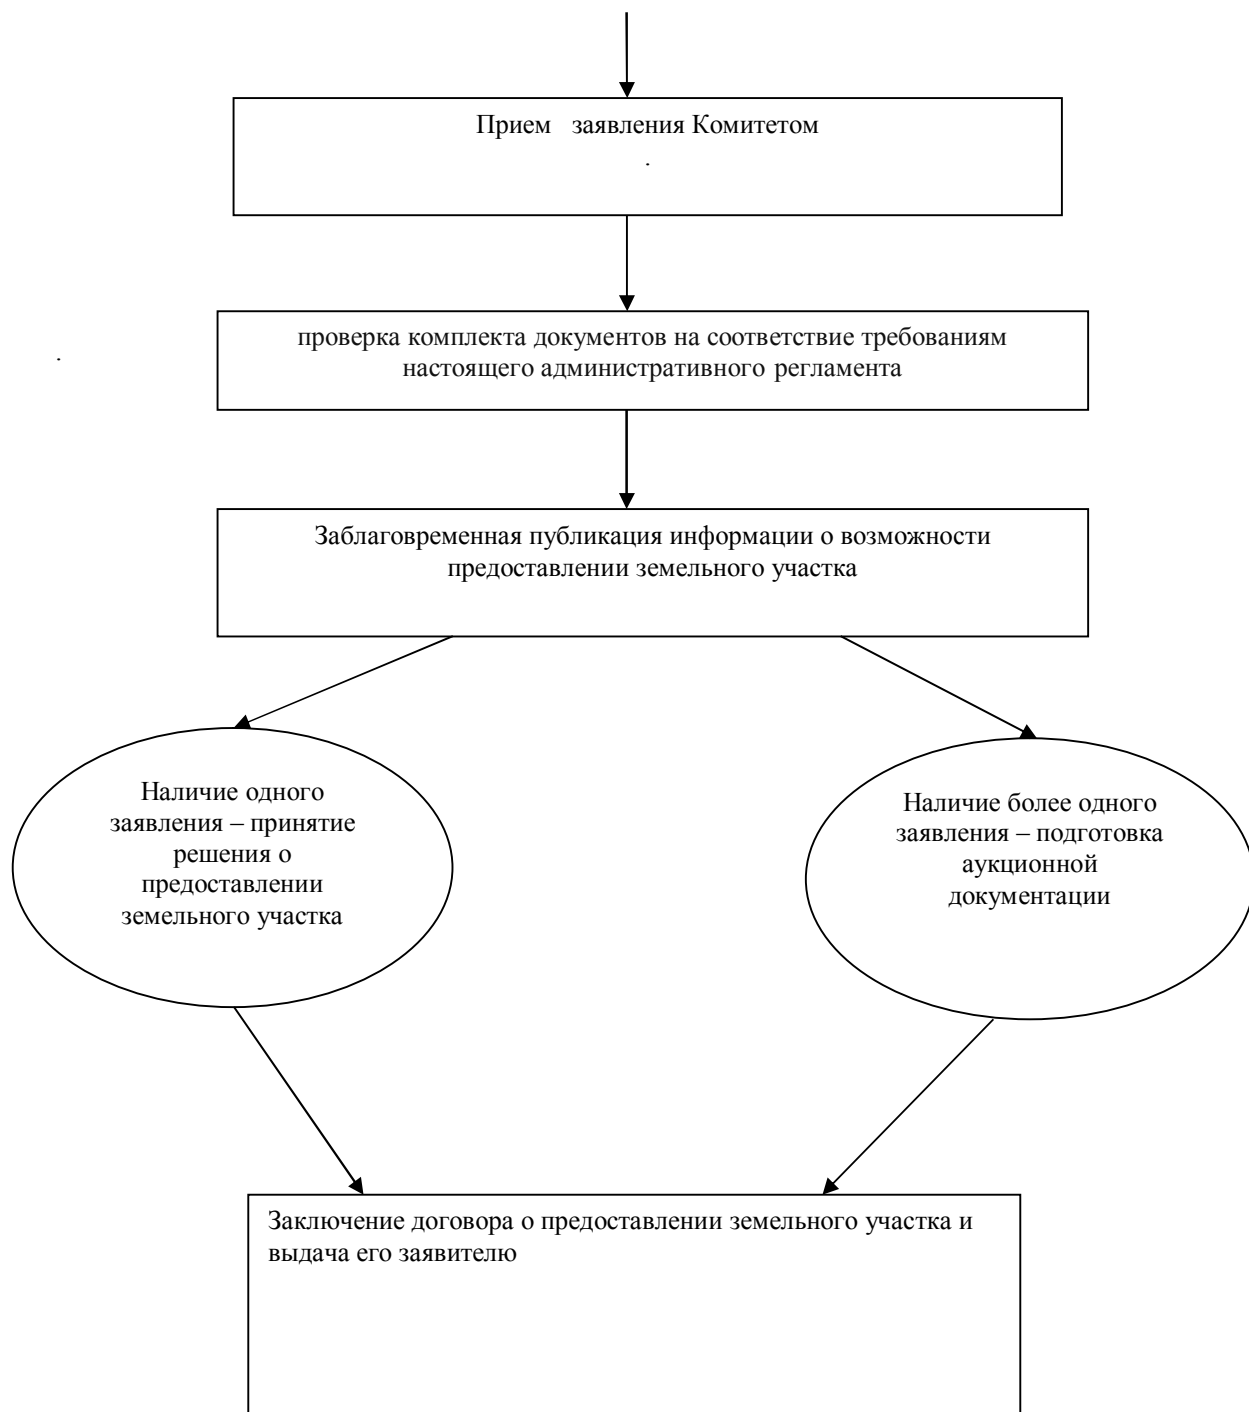 Прием заявления Комитетом
.
проверка комплекта документов на соответствие требованиям
настоящего административного регламента
.
Заблаговременная публикация информации о возможности
предоставлении земельного участка
Наличие одного
заявления – принятие
решения о
предоставлении
земельного участка
Наличие более одного
заявления – подготовка
аукционной
документации
Заключение договора о предоставлении земельного участка и
выдача его заявителю